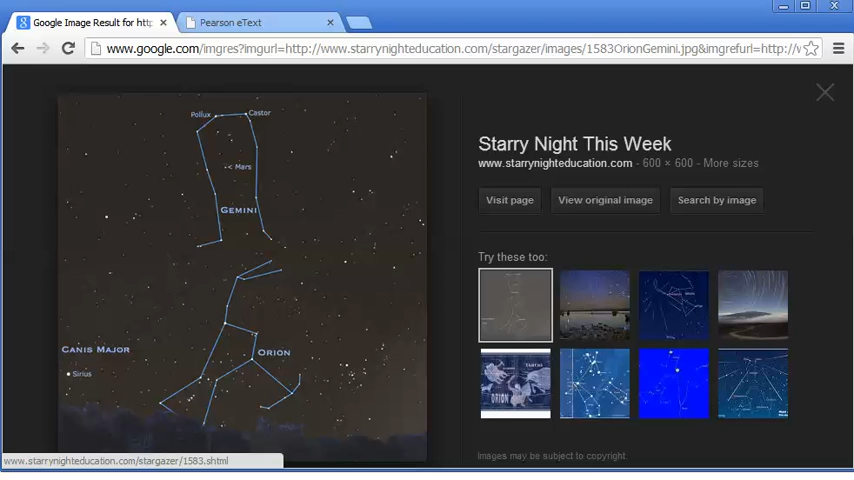 Google Image Result for htt
Pearson eText
www.google.com/imgres?imgurl=http://www.starrynighteducation.com/stargazer/images/1583OrionGemini.jpg&imgrefurl=http://w
Pollux
Castor
< Mars
GEMINI
CANIS MAJOR
Sirius
ORION
Starry Night This Week
www.starrynighteducation.com - 600 × 600 - More sizes
Visit page
View original image
Search by image
Try these too:
ORION
Images may be subject to copyright.
www.starrynighteducation.com/stargazer/1583.shtml